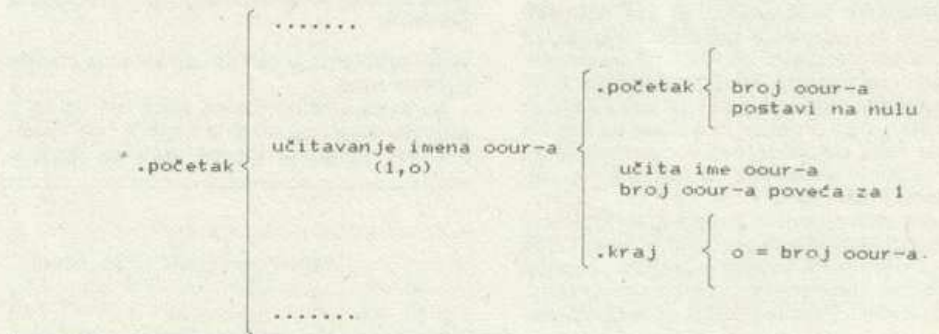 .......
.početak
broj oour-a
postavi na nulu
.početak
učitavanje imena oour-a
(1,o)
učita ime oour-a
broj oour-a poveća za 1
.kraj
o = broj oour-a.
.......